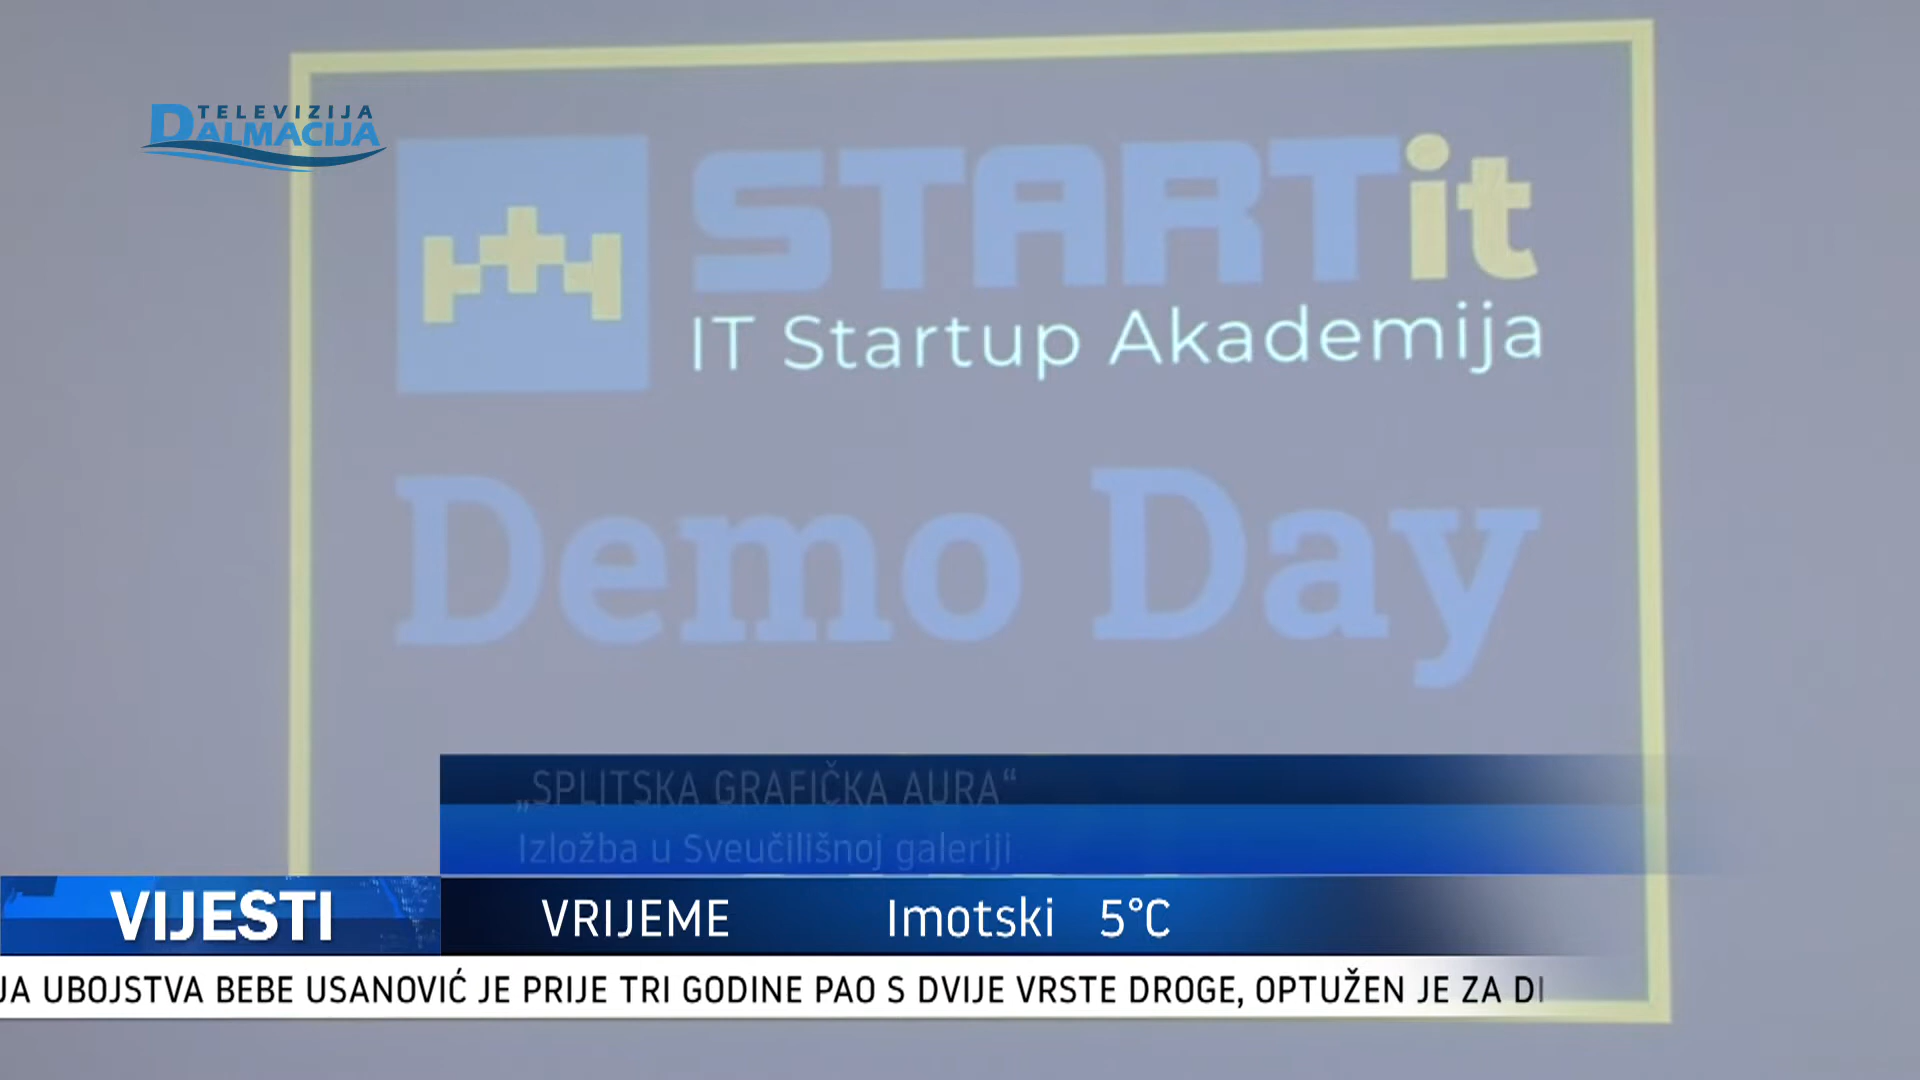 TELEVIZIJA
DALMACIJA
STARTit
IT Startup Akademija
Demo Day
„SPLITSKA GRAFIČKA AURA“
Izložba u Sveučilišnoj galeriji
VIJESTI
VRIJEME Imotski 5°C
JA UBOJSTVA BEBE USANOVIĆ JE PRIJE TRI GODINE PAO S DVIJE VRSTE DROGE, OPTUŽEN JE ZA DI